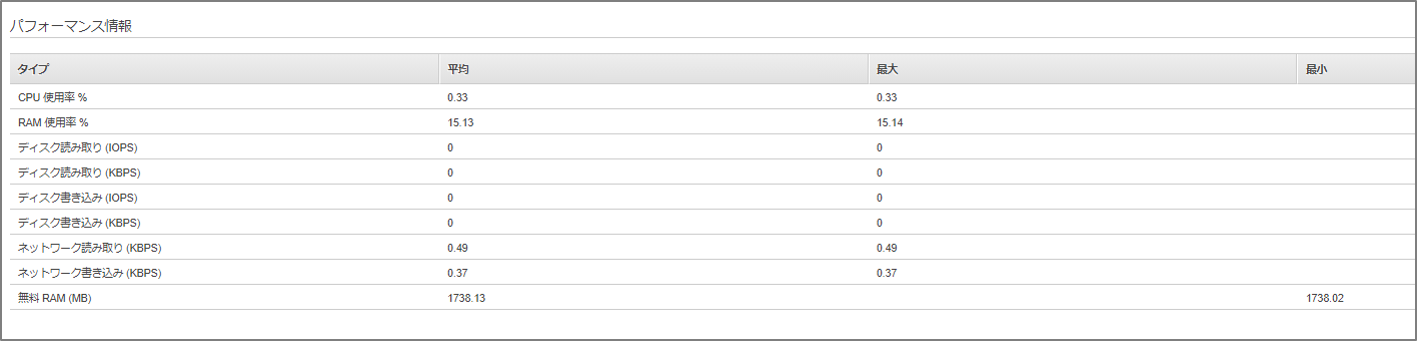 パフォーマンス情報
タイプ 平均 最大 最小
CPU 使用率 % 0.33 0.33
RAM 使用率 % 15.13 15.14
ディスク読み取り (IOPS) 0 0
ディスク読み取り (KBPS) 0 0
ディスク書き込み (IOPS) 0 0
ディスク書き込み (KBPS) 0 0
ネットワーク読み取り (KBPS) 0.49 0.49
ネットワーク書き込み (KBPS) 0.37 0.37
無料 RAM (MB) 1738.13 1738.02